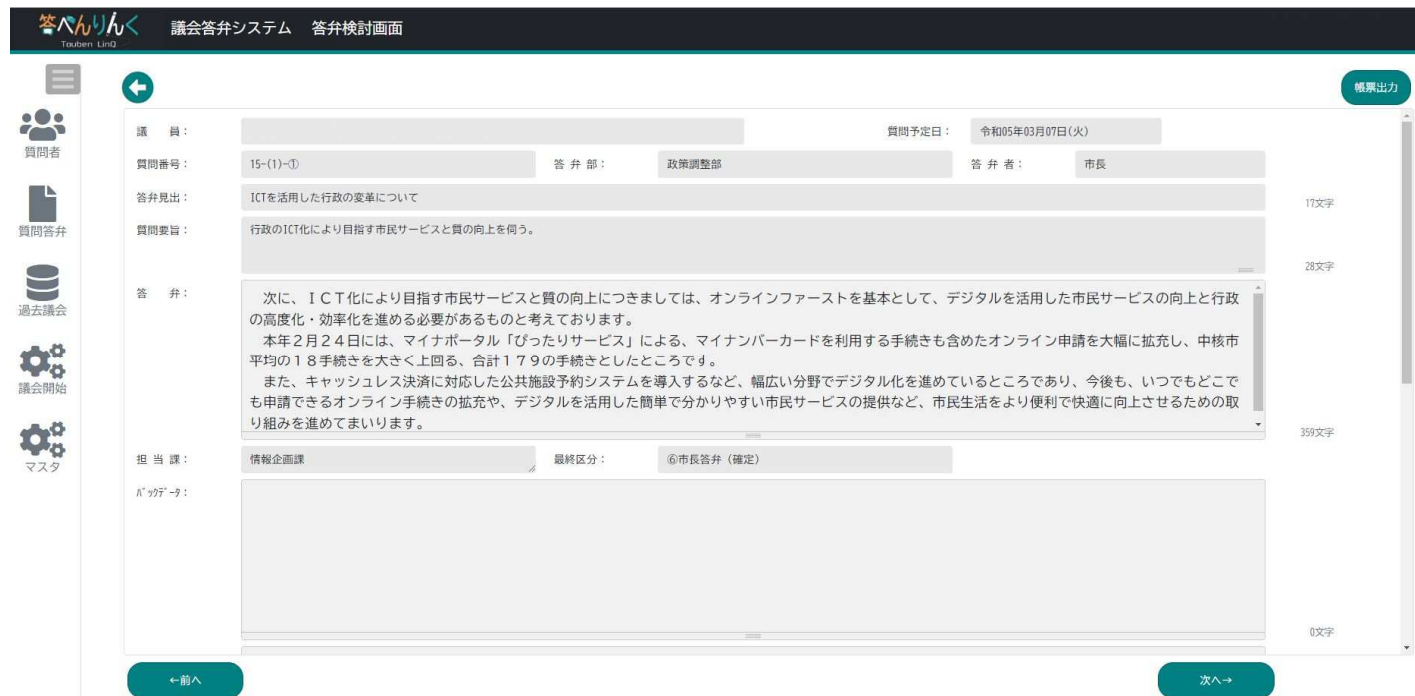 答べんりんく 議会答弁システム 答弁検討画面
Touben LinQ
帳票出力
質問者
質問答弁
過去議会
議会開始
マスタ
議 員：
質問予定日： 令和05年03月07日(火)
質問番号： 15-(1)-① 答 弁 部： 政策調整部 答 弁 者： 市長
答弁見出： ICTを活用した行政の変革について
17文字
質問要旨： 行政のICT化により目指す市民サービスと質の向上を伺う。
28文字
答 弁：
次に、ＩＣＴ化により目指す市民サービスと質の向上につきましては、オンラインファーストを基本として、デジタルを活用した市民サービスの向上と行政
の高度化・効率化を進める必要があるものと考えております。
本年２月２４日には、マイナポータル「ぴったりサービス」による、マイナンバーカードを利用する手続きも含めたオンライン申請を大幅に拡充し、中核市
平均の１８手続きを大きく上回る、合計１７９の手続きとしたところです。
また、キャッシュレス決済に対応した公共施設予約システムを導入するなど、幅広い分野でデジタル化を進めているところであり、今後も、いつでもどこで
も申請できるオンライン手続きの拡充や、デジタルを活用した簡単で分かりやすい市民サービスの提供など、市民生活をより便利で快適に向上させるための取
り組みを進めてまいります。
359文字
担 当 課： 情報企画課 最終区分： ⑥市長答弁（確定）
ﾊﾞｯｸﾃﾞｰﾀ：
0文字
←前へ
次へ→